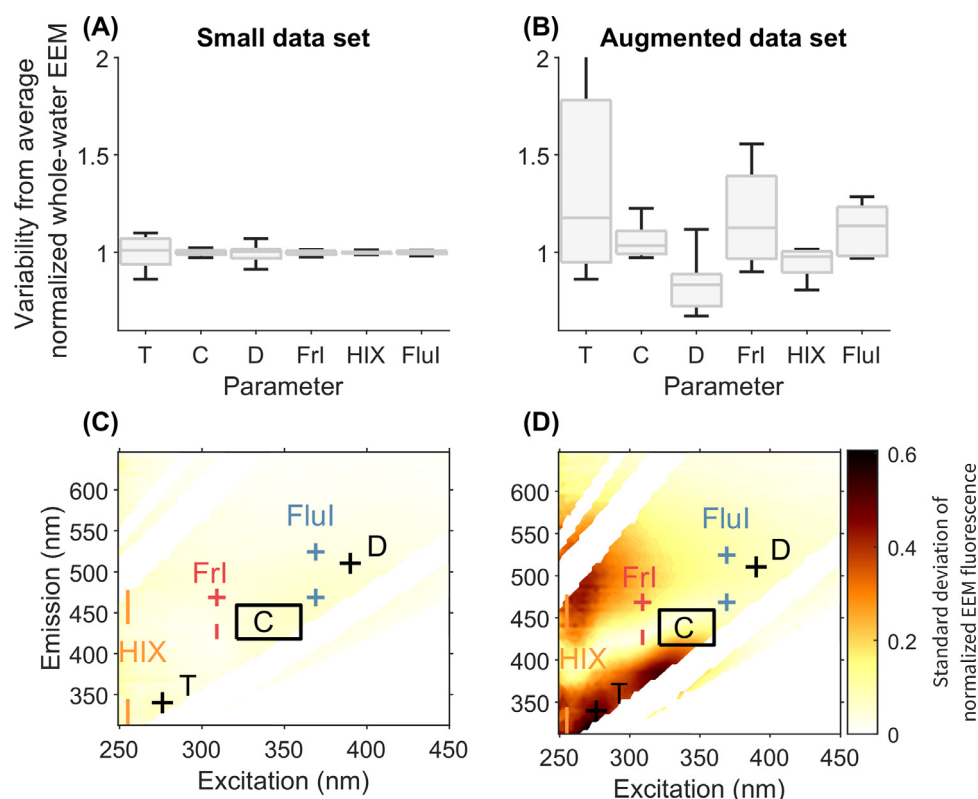 (A)
Small data set
Variability from average
normalized whole-water EEM
2
1.5
1
T C D FrI HIX FluI
Parameter
(B)
Augmented data set
2
1.5
1
T C D FrI HIX FluI
Parameter
(C)
Emission (nm)
600
550
500
450
400
350
FluI
D
FrI
C
HIX
T
250 300 350 400 450
Excitation (nm)
(D)
600
550
500
450
400
350
FluI
D
FrI
C
HIX
T
250 300 350 400 450
Excitation (nm)
0.6
0.4
0.2
0
Standard deviation of
normalized EEM fluorescence